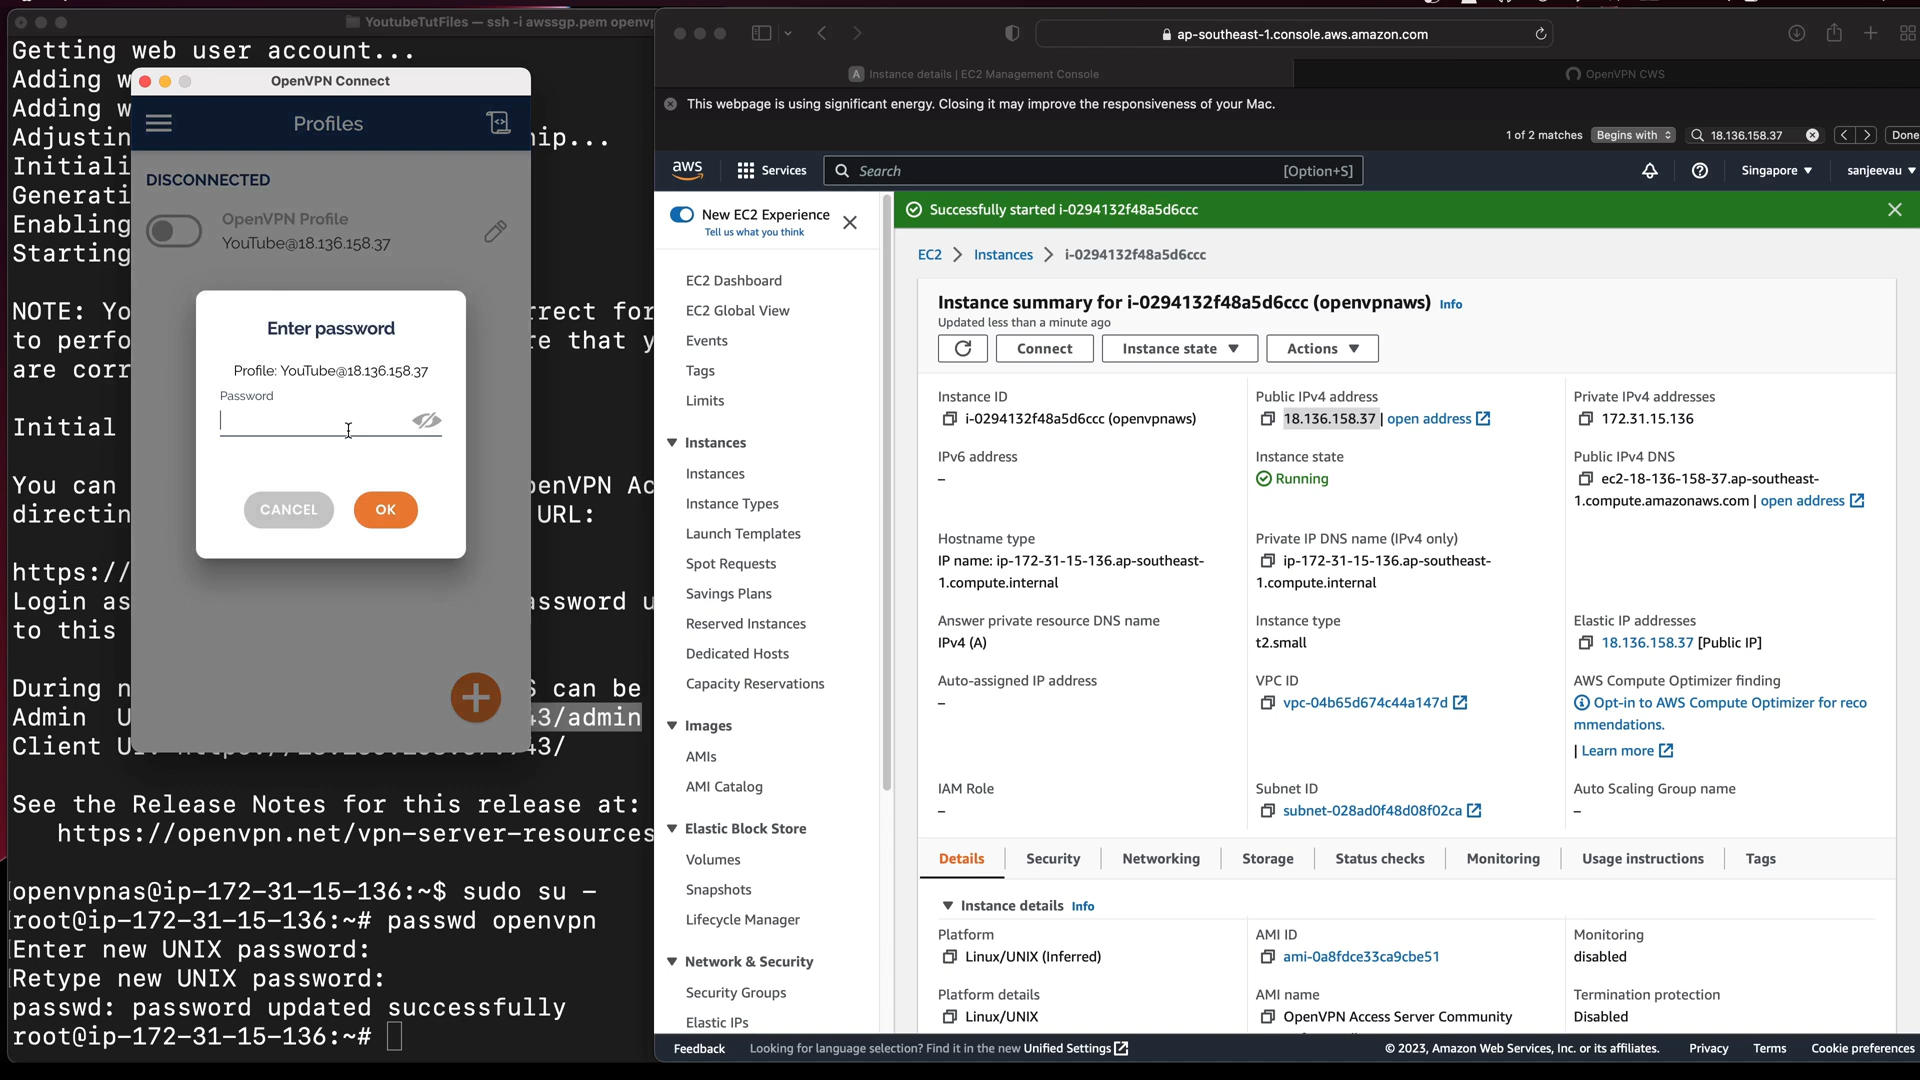 YoutubeTutFiles — ssh -i awssgp.pem openvp
Getting web user account...
Adding w
Adding w
Adjustin
hip...
Initiali
Generati
Enabling
Starting
NOTE: Yo
rrect for
to perfo
re that y
are corr
Initial
You can
penVPN Ac
directin
URL:
https://
Login as
assword u
to this
During n
S can be
Admin U
43/admin
Client U
43/
See the Release Notes for this release at:
https://openvpn.net/vpn-server-resources
openvpnas@ip-172-31-15-136:~$ sudo su -
root@ip-172-31-15-136:~# passwd openvpn
Enter new UNIX password:
Retype new UNIX password:
passwd: password updated successfully
root@ip-172-31-15-136:~#
OpenVPN Connect
Profiles
DISCONNECTED
OpenVPN Profile
YouTube@18.136.158.37
Enter password
Profile: YouTube@18.136.158.37
Password
CANCEL
OK
ap-southeast-1.console.aws.amazon.com
A Instance details | EC2 Management Console
OpenVPN CWS
This webpage is using significant energy. Closing it may improve the responsiveness of your Mac.
1 of 2 matches
Begins with
18.136.158.37
Done
aws
Services
Search
[Option+S]
Singapore
sanjeevau
New EC2 Experience
Tell us what you think
EC2 Dashboard
EC2 Global View
Events
Tags
Limits
Instances
Instances
Instance Types
Launch Templates
Spot Requests
Savings Plans
Reserved Instances
Dedicated Hosts
Capacity Reservations
Images
AMIs
AMI Catalog
Elastic Block Store
Volumes
Snapshots
Lifecycle Manager
Network & Security
Security Groups
Elastic IPs
Successfully started i-0294132f48a5d6ccc
EC2 > Instances > i-0294132f48a5d6ccc
Instance summary for i-0294132f48a5d6ccc (openvpnaws) Info
Updated less than a minute ago
Connect
Instance state
Actions
Instance ID
i-0294132f48a5d6ccc (openvpnaws)
Public IPv4 address
18.136.158.37 | open address
Private IPv4 addresses
172.31.15.136
IPv6 address
–
Instance state
Running
Public IPv4 DNS
ec2-18-136-158-37.ap-southeast-
1.compute.amazonaws.com | open address
Hostname type
IP name: ip-172-31-15-136.ap-southeast-
1.compute.internal
Private IP DNS name (IPv4 only)
ip-172-31-15-136.ap-southeast-
1.compute.internal
Answer private resource DNS name
IPv4 (A)
Instance type
t2.small
Elastic IP addresses
18.136.158.37 [Public IP]
Auto-assigned IP address
–
VPC ID
vpc-04b65d674c44a147d
AWS Compute Optimizer finding
Opt-in to AWS Compute Optimizer for reco
mmendations.
| Learn more
IAM Role
–
Subnet ID
subnet-028ad0f48d08f02ca
Auto Scaling Group name
–
Details
Security
Networking
Storage
Status checks
Monitoring
Usage instructions
Tags
Instance details Info
Platform
Linux/UNIX (Inferred)
AMI ID
ami-0a8fdce33ca9cbe51
Monitoring
disabled
Platform details
Linux/UNIX
AMI name
OpenVPN Access Server Community
Termination protection
Disabled
Feedback
Looking for language selection? Find it in the new Unified Settings
© 2023, Amazon Web Services, Inc. or its affiliates.
Privacy
Terms
Cookie preferences